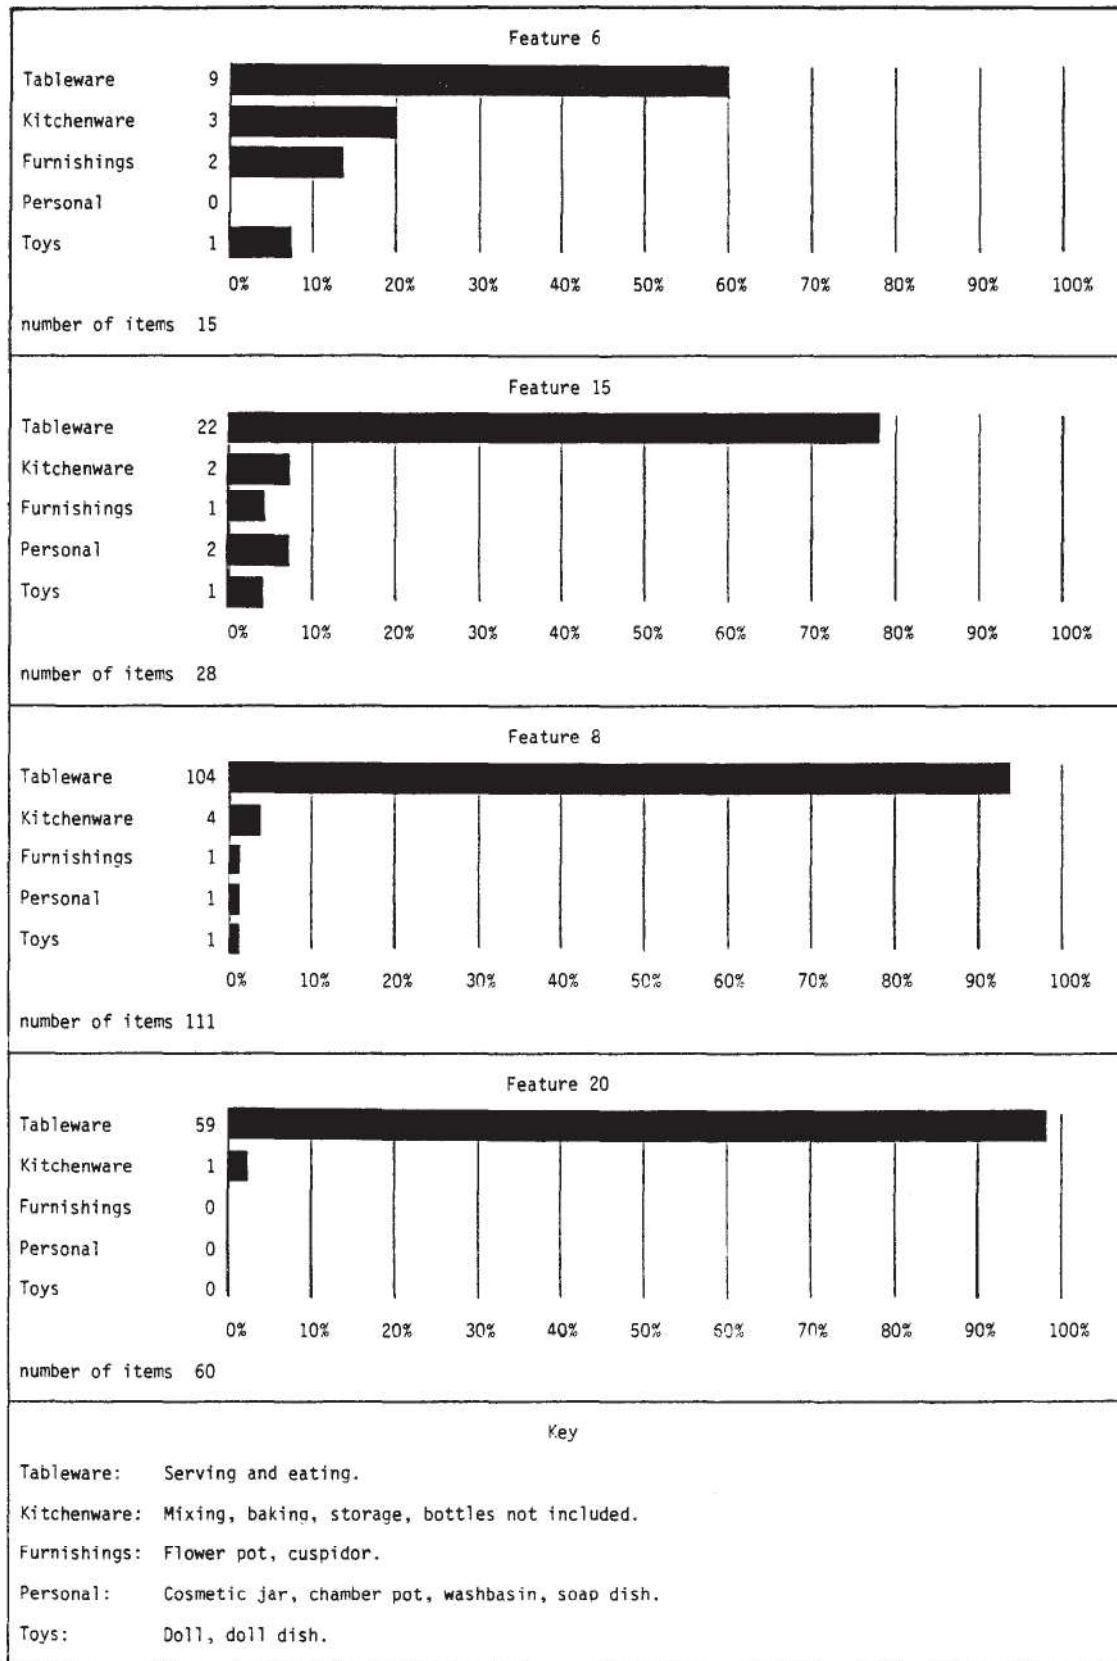 Feature 6
Tableware 9
Kitchenware 3
Furnishings 2
Personal 0
Toys 1
0% 10% 20% 30% 40% 50% 60% 70% 80% 90% 100%
number of items 15
Feature 15
Tableware 22
Kitchenware 2
Furnishings 1
Personal 2
Toys 1
0% 10% 20% 30% 40% 50% 60% 70% 80% 90% 100%
number of items 28
Feature 8
Tableware 104
Kitchenware 4
Furnishings 1
Personal 1
Toys 1
0% 10% 20% 30% 40% 50% 60% 70% 80% 90% 100%
number of items 111
Feature 20
Tableware 59
Kitchenware 1
Furnishings 0
Personal 0
Toys 0
0% 10% 20% 30% 40% 50% 60% 70% 80% 90% 100%
number of items 60
Key
Tableware: Serving and eating.
Kitchenware: Mixing, baking, storage, bottles not included.
Furnishings: Flower pot, cuspidor.
Personal: Cosmetic jar, chamber pot, washbasin, soap dish.
Toys: Doll, doll dish.